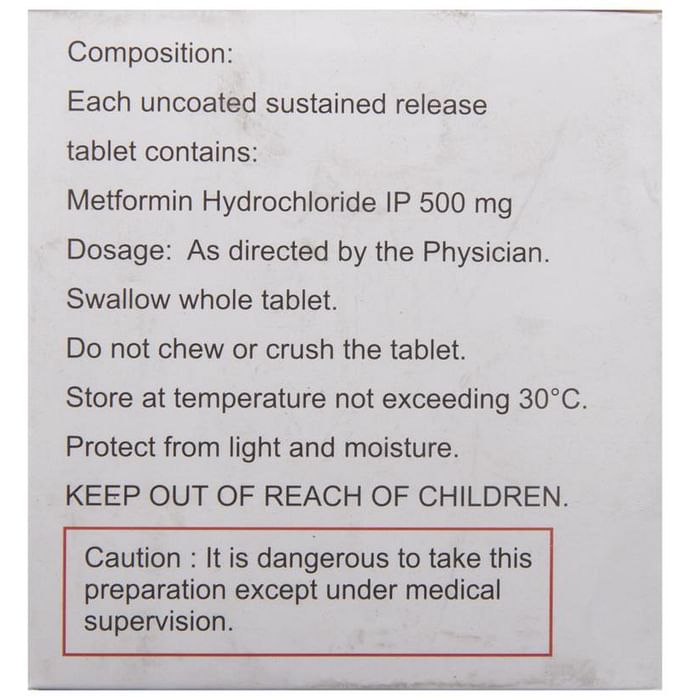 Composition:
Each uncoated sustained release
tablet contains:
Metformin Hydrochloride IP 500 mg
Dosage:  As directed by the Physician.
Swallow whole tablet.
Do not chew or crush the tablet.
Store at temperature not exceeding 30°C.
Protect from light and moisture.
KEEP OUT OF REACH OF CHILDREN.
Caution : It is dangerous to take this
preparation except under medical
supervision.